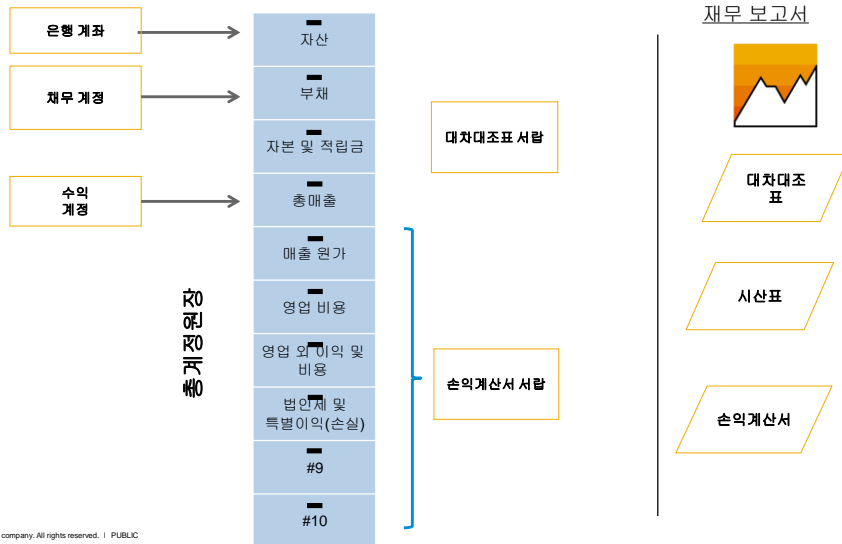 재무 보고서
은행 계좌
채무 계정
수익
계정
총계정원장
자산
부채
자본 및 적립금
총매출
매출 원가
영업 비용
영업 외 이익 및
비용
법인세 및
특별이익(손실)
#9
#10
대차대조표 서랍
손익계산서 서랍
대차대조
표
시산표
손익계산서
company. All rights reserved. | PUBLIC